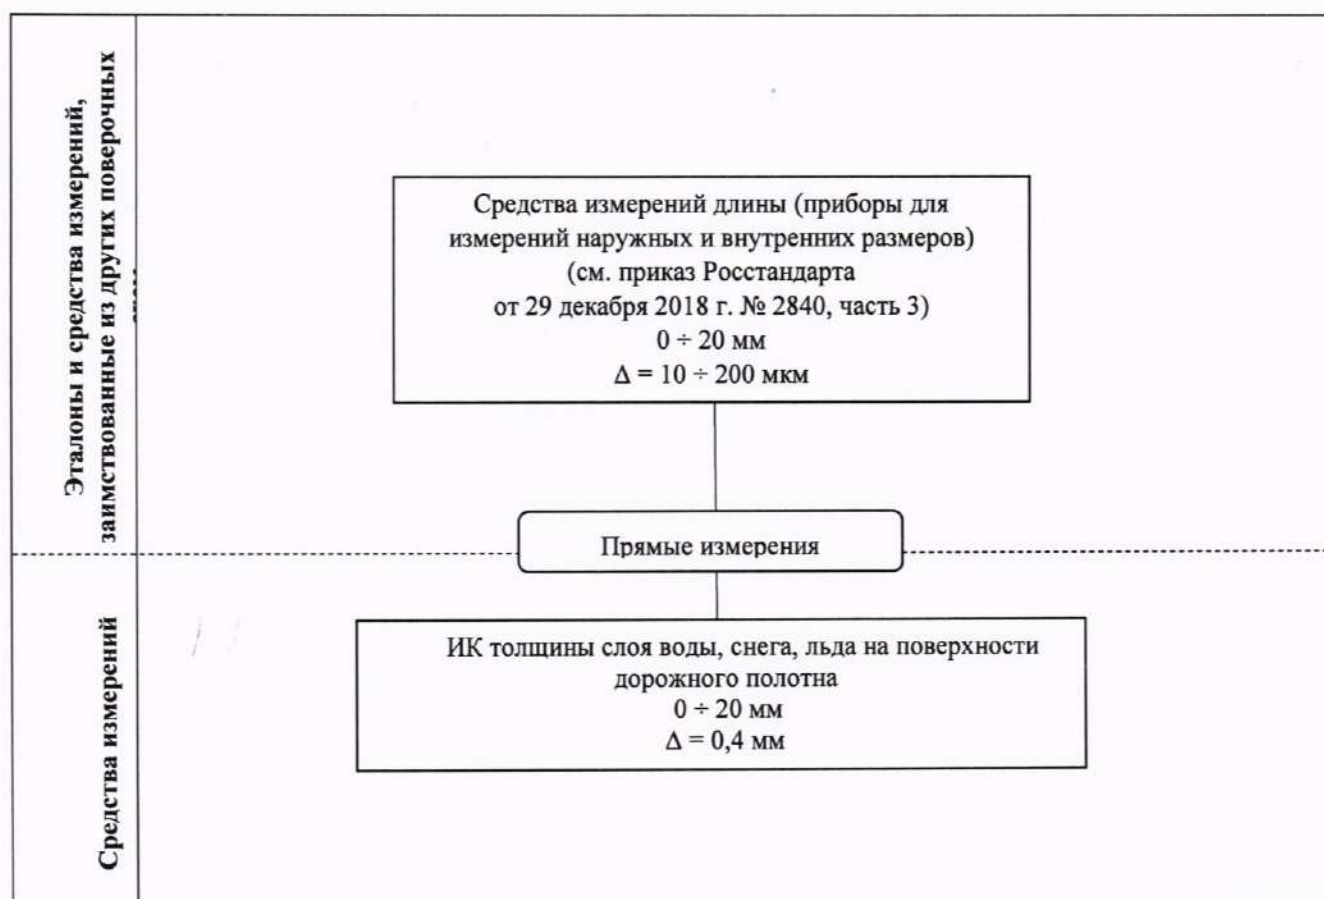 Эталоны и средства измерений,
заимствованные из других поверочных
Средства измерений длины (приборы для
измерений наружных и внутренних размеров)
(см. приказ Росстандарта
от 29 декабря 2018 г. № 2840, часть 3)
0 ÷ 20 мм
Δ = 10 ÷ 200 мкм
Прямые измерения
Средства измерений
ИК толщины слоя воды, снега, льда на поверхности
дорожного полотна
0 ÷ 20 мм
Δ = 0,4 мм